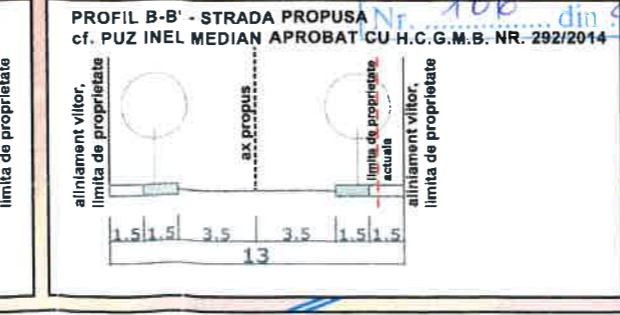 PROFIL B-B' - STRADA PROPUSA
Nr. ........ din
cf. PUZ INEL MEDIAN APROBAT CU H.C.G.M.B. NR. 292/2014
limita de proprietate
aliniament viitor,
limita de proprietate
ax propus
limita de proprietate
actuala
aliniament viitor,
limita de proprietate
1.5 1.5 3.5 3.5 1.5 1.5
13